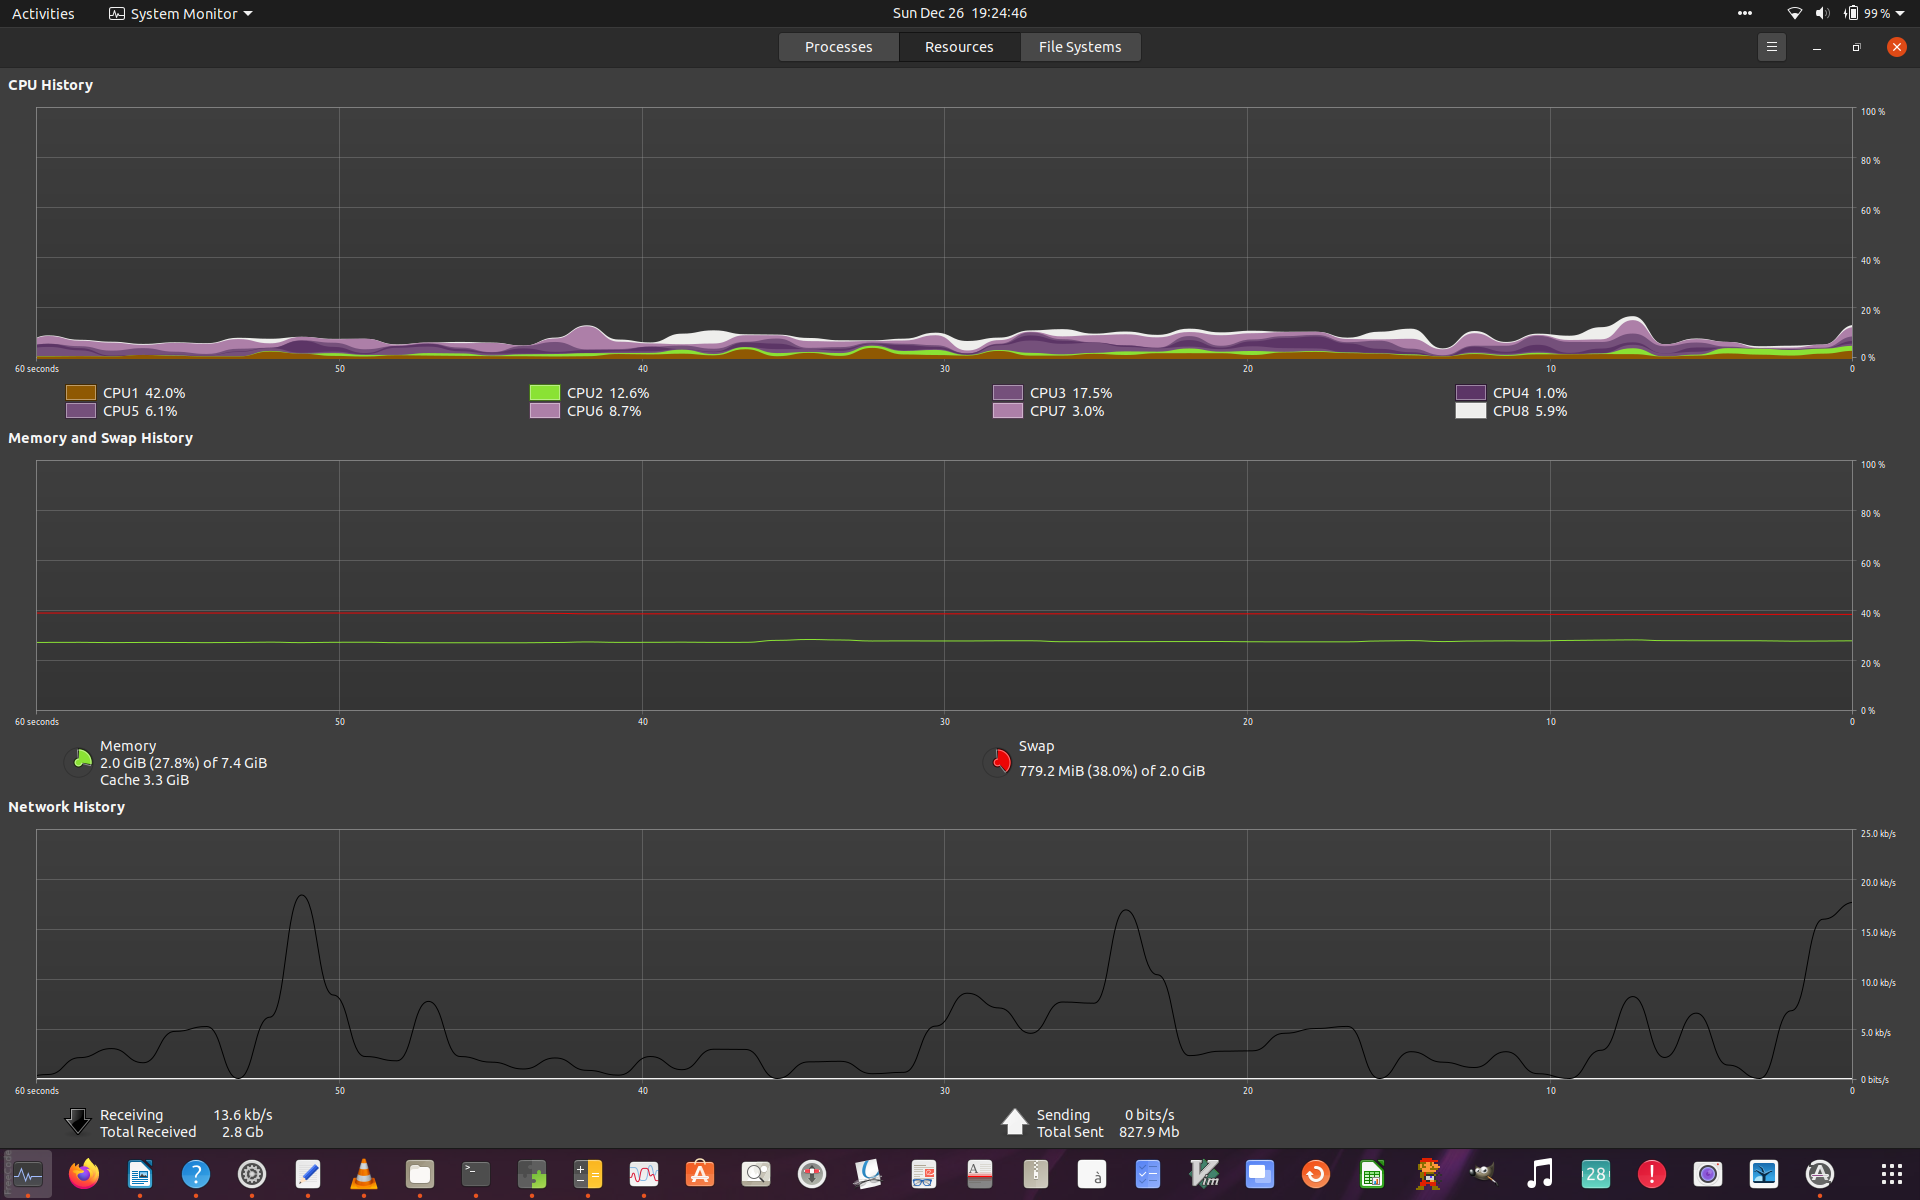 Activities System Monitor Sun Dec 26 19:24:46 99 %
Processes Resources File Systems
CPU History
100 %
80 %
60 %
40 %
20 %
0 %
60 seconds 50 40 30 20 10 0
CPU1 42.0% CPU2 12.6% CPU3 17.5% CPU4 1.0%
CPU5 6.1% CPU6 8.7% CPU7 3.0% CPU8 5.9%
Memory and Swap History
100 %
80 %
60 %
40 %
20 %
0 %
60 seconds 50 40 30 20 10 0
Memory
2.0 GiB (27.8%) of 7.4 GiB
Cache 3.3 GiB
Swap
779.2 MiB (38.0%) of 2.0 GiB
Network History
25.0 kb/s
20.0 kb/s
15.0 kb/s
10.0 kb/s
5.0 kb/s
0 bits/s
60 seconds 50 40 30 20 10 0
Receiving 13.6 kb/s
Total Received 2.8 Gb
Sending 0 bits/s
Total Sent 827.9 Mb
28